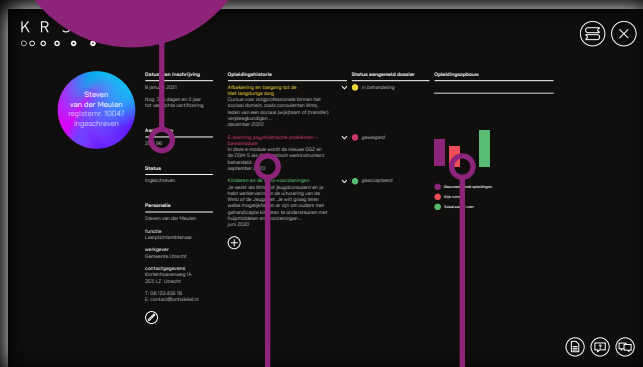 K R S
Steven
van der Meulen
registernr. 10047
Ingeschreven
Datum van inschrijving
8 januari 2021
Nog dagen en 2 jaar
tot certificering
Status
Ingeschreven
Personalia
Steven van der Meulen
functie
Leerplichtambtenaar
werkgever
Gemeente Utrecht
contactgegevens
Kortenhoevenweg 14
3511 LZ Utrecht
T: 06 123 456 78
E: contact@ontwikkel.nl
Opleidingshistorie
Afbakening en toegang tot de
Wet langdurige zorg
Cursus voor zorgprofessionals binnen het
sociaal domein, zoals consulenten Wmo,
leden van een sociaal (wijk)team of (transfer)
verpleegkundigen ...
december 2020
E-learning psychiatrische problemen –
basismodule
In deze e-module wordt de nieuwe GGZ en
de DSM-5 als werkinstrument
behandeld
september
Kinderen en de voorzieningen
Je werkt als Wmo of jeugdconsulent en je
hebt werkervaring de uitvoering van de
Wmo of de Jeugdwet. Je wilt graag leren
welke mogelijkheden er zijn om ouders met
gehandicapte kinderen te ondersteunen met
hulpmiddelen en voorzieningen ...
juni 2020
Status aangemeld dossier
in behandeling
geweigerd
geaccepteerd
Opleidingsopbouw